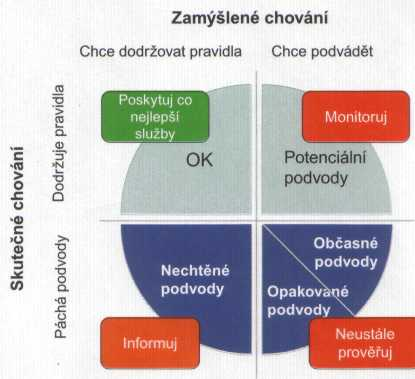 Zamýšlené chování
Chce dodržovat pravidla
Chce podvádět
Skutečné chování
Dodržuje pravidla
Páchá podvody
Poskytuj co
nejlepší
služby
OK
Monitoruj
Potenciální
podvody
Nechtěné
podvody
Informuj
Občasné
podvody
Opakované
podvody
Neustále
prověřuj